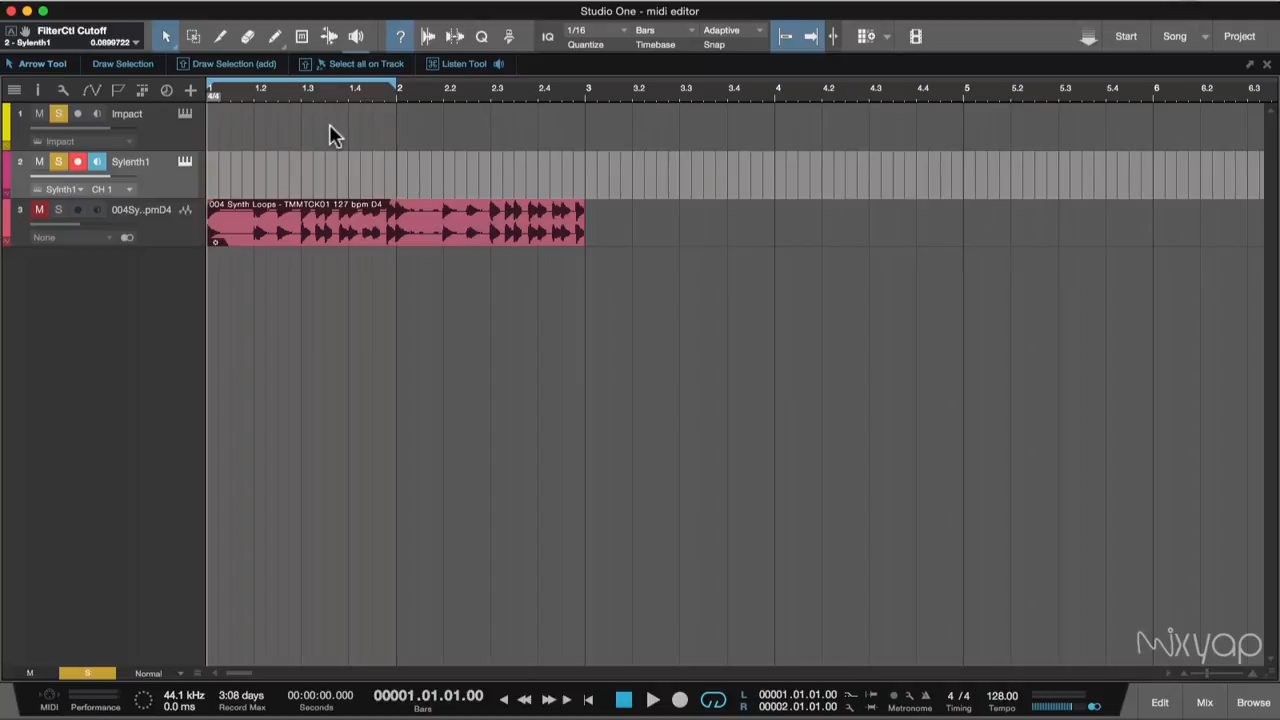 Studio One - midi editor
FilterCtl Cutoff
2 - Sylenth1 0.0899722
IQ 1/16 Bars Adaptive
Quantize Timebase Snap
Start Song Project
Arrow Tool Draw Selection Draw Selection (add) Select all on Track Listen Tool
1.2 1.3 1.4 2 2.2 2.3 2.4 3 3.2 3.3 3.4 4 4.2 4.3 4.4 5 5.2 5.3 5.4 6 6.2 6.3
4/4
1 M S Impact
Impact
2 M S Sylenth1
Sylnth1 CH 1
004 Synth Loops - TMMTCK01 127 bpm D4
3 M S 004Sy..pmD4
None
mixyap
M S Normal
MIDI Performance
44.1 kHz
0.0 ms
3:08 days
Record Max
00:00:00.000
Seconds
00001.01.01.00
Bars
L 00001.01.01.00
R 00002.01.01.00
Metronome
4 / 4
Timing
128.00
Tempo
Edit Mix Browse